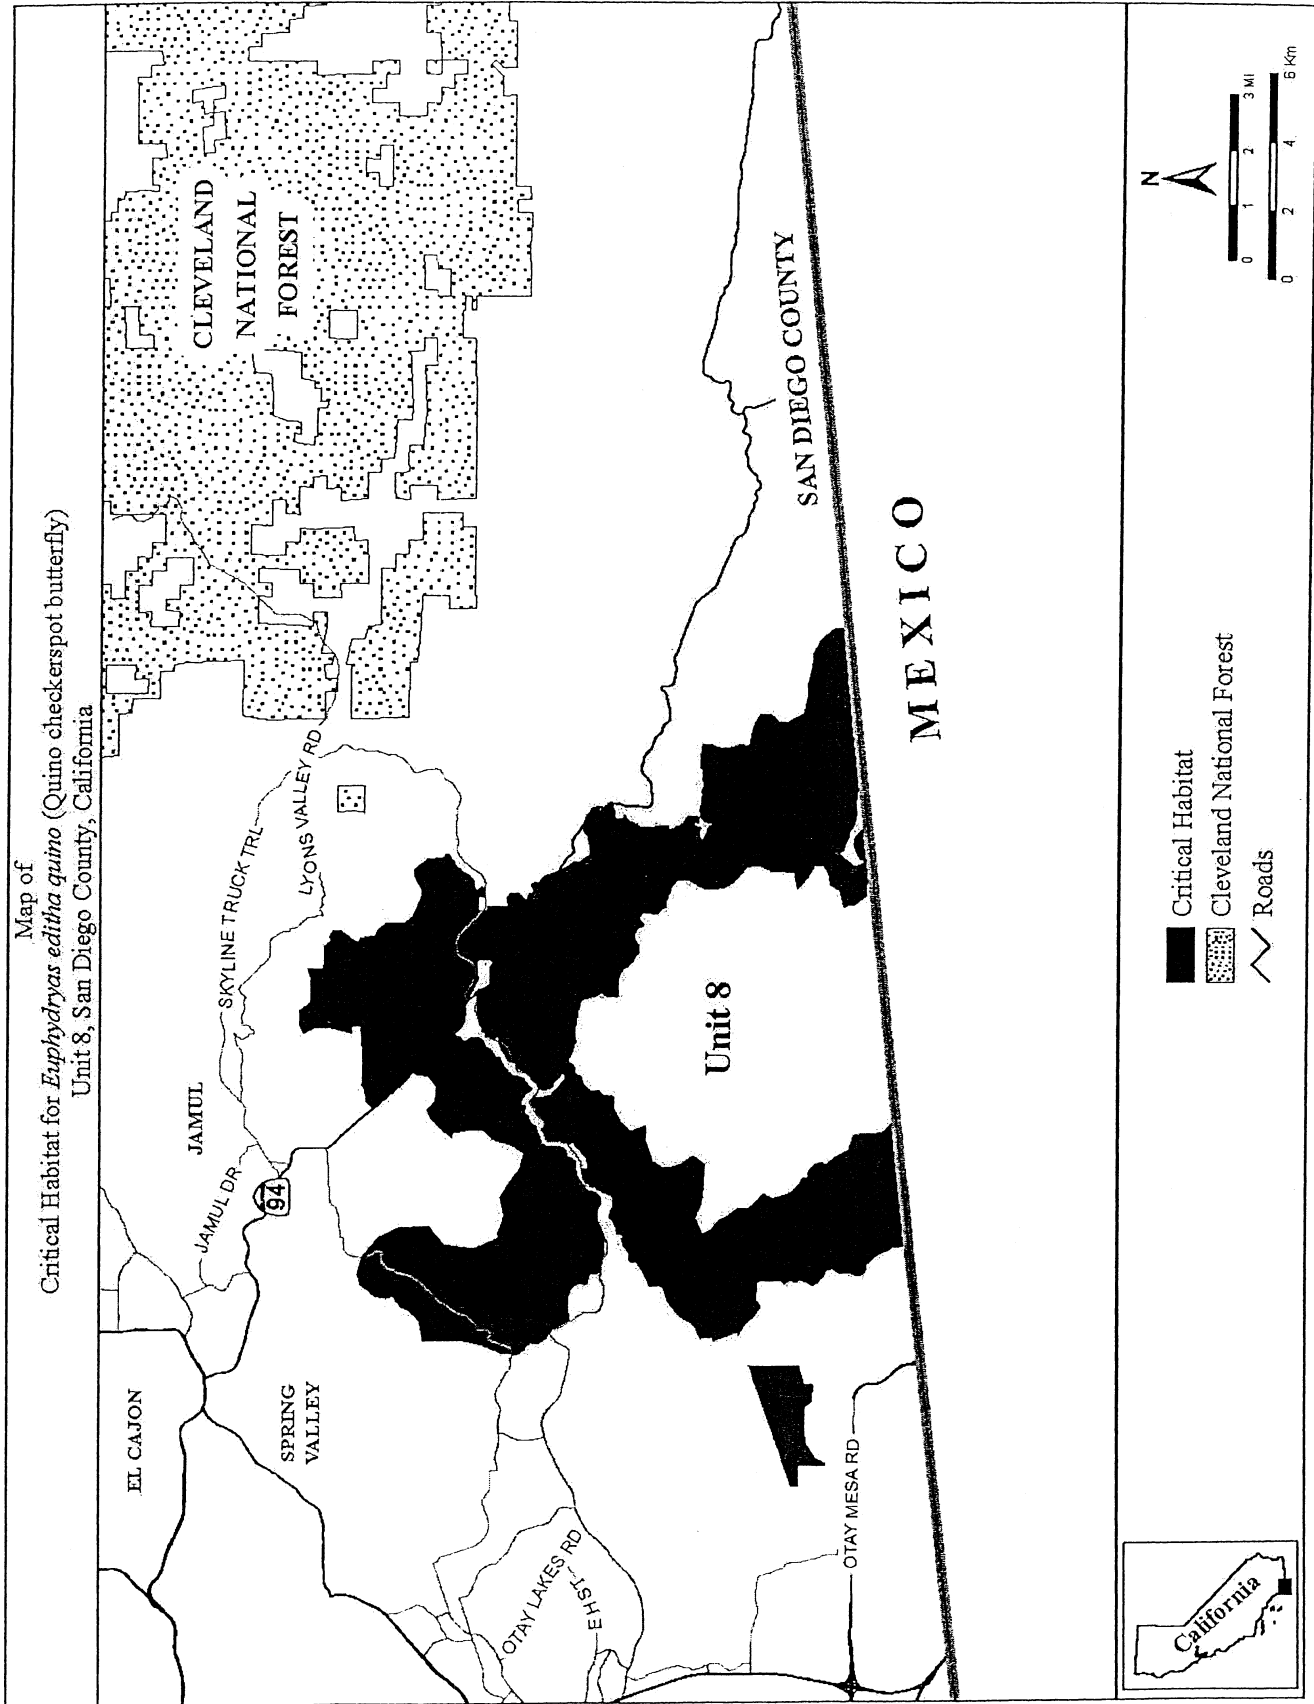 Map of
Critical Habitat for Euphydryas editha quino (Quino checkerspot butterfly)
Unit 8, San Diego County, California
EL CAJON
SPRING
VALLEY
JAMUL DR
JAMUL
94
SKYLINE TRUCK TRL
LYONS VALLEY RD
CLEVELAND
NATIONAL
FOREST
OTAY LAKES RD
E H ST
OTAY MESA RD
Unit 8
SAN DIEGO COUNTY
MEXICO
California
Critical Habitat
Cleveland National Forest
Roads
N
0 1 2 3 MI
0 2 4 6 Km